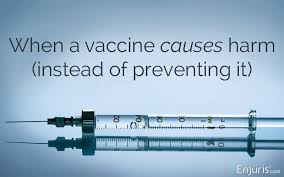 When a vaccine causes harm
(instead of preventing it)
Enjuris.com